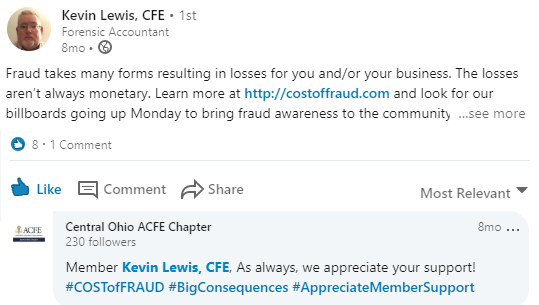 Kevin Lewis, CFE • 1st
Forensic Accountant
8mo •
Fraud takes many forms resulting in losses for you and/or your business. The losses
aren't always monetary. Learn more at http://costoffraud.com and look for our
billboards going up Monday to bring fraud awareness to the community ...see more
8 · 1 Comment
Like Comment Share
Most Relevant
ACFE
Central Ohio ACFE Chapter 8mo ...
230 followers
Member Kevin Lewis, CFE, As always, we appreciate your support!
#COSTofFRAUD #BigConsequences #AppreciateMemberSupport